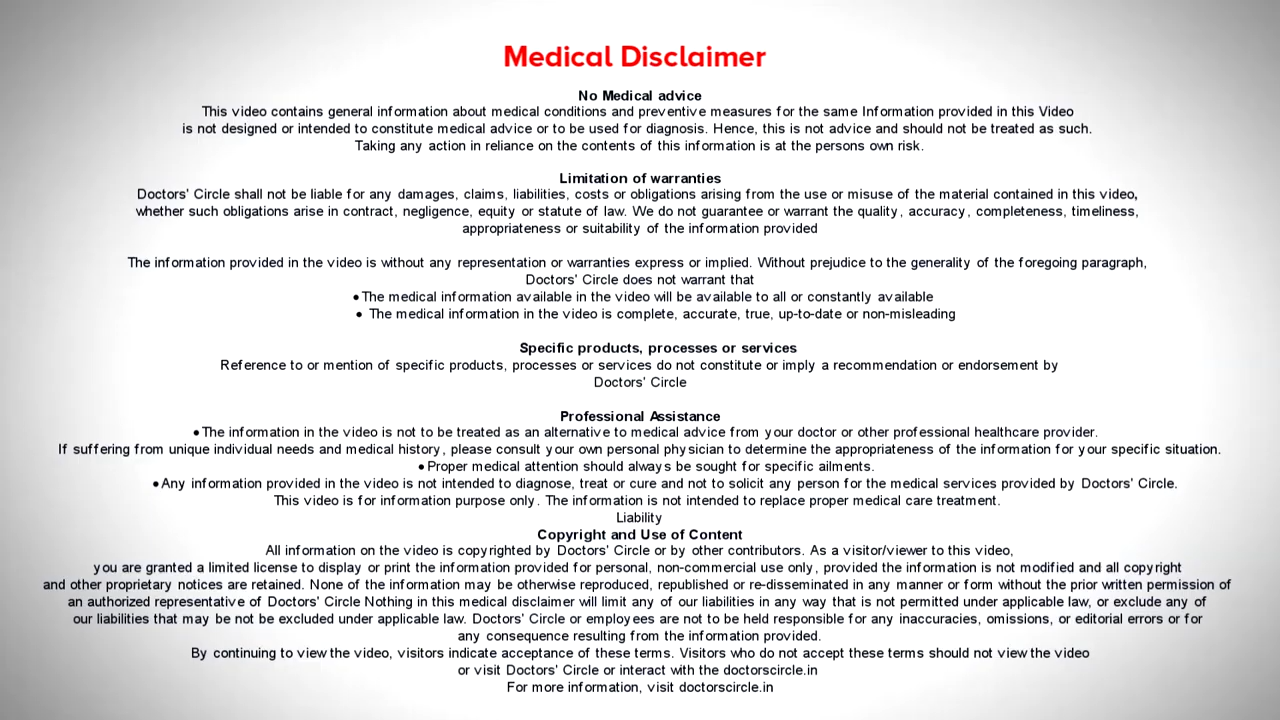 Medical Disclaimer
No Medical advice
This video contains general information about medical conditions and preventive measures for the same Information provided in this Video
is not designed or intended to constitute medical advice or to be used for diagnosis. Hence, this is not advice and should not be treated as such.
Taking any action in reliance on the contents of this information is at the persons own risk.
Limitation of warranties
Doctors' Circle shall not be liable for any damages, claims, liabilities, costs or obligations arising from the use or misuse of the material contained in this video,
whether such obligations arise in contract, negligence, equity or statute of law. We do not guarantee or warrant the quality, accuracy, completeness, timeliness,
appropriateness or suitability of the information provided
The information provided in the video is without any representation or warranties express or implied. Without prejudice to the generality of the foregoing paragraph,
Doctors' Circle does not warrant that
•The medical information available in the video will be available to all or constantly available
• The medical information in the video is complete, accurate, true, up-to-date or non-misleading
Specific products, processes or services
Reference to or mention of specific products, processes or services do not constitute or imply a recommendation or endorsement by
Doctors' Circle
Professional Assistance
•The information in the video is not to be treated as an alternative to medical advice from your doctor or other professional healthcare provider.
If suffering from unique individual needs and medical history, please consult your own personal physician to determine the appropriateness of the information for your specific situation.
•Proper medical attention should always be sought for specific ailments.
•Any information provided in the video is not intended to diagnose, treat or cure and not to solicit any person for the medical services provided by Doctors' Circle.
This video is for information purpose only. The information is not intended to replace proper medical care treatment.
Liability
Copyright and Use of Content
All information on the video is copyrighted by Doctors' Circle or by other contributors. As a visitor/viewer to this video,
you are granted a limited license to display or print the information provided for personal, non-commercial use only, provided the information is not modified and all copyright
and other proprietary notices are retained. None of the information may be otherwise reproduced, republished or re-disseminated in any manner or form without the prior written permission of
an authorized representative of Doctors' Circle Nothing in this medical disclaimer will limit any of our liabilities in any way that is not permitted under applicable law, or exclude any of
our liabilities that may be not be excluded under applicable law. Doctors' Circle or employees are not to be held responsible for any inaccuracies, omissions, or editorial errors or for
any consequence resulting from the information provided.
By continuing to view the video, visitors indicate acceptance of these terms. Visitors who do not accept these terms should not view the video
or visit Doctors' Circle or interact with the doctorscircle.in
For more information, visit doctorscircle.in